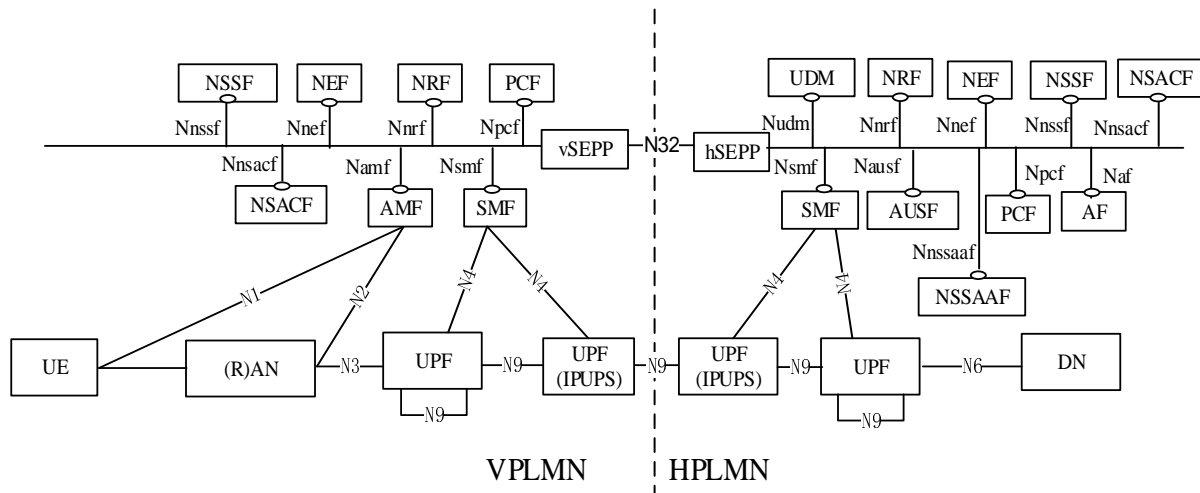 NSSF NEF NRF PCF UDM NRF NEF NSSF NSACF
Nnssf Nnef Nnrf Npcf Nudm Nnrf Nnef Nnssf Nnsacf
vSEPP N32 hSEPP
Nnsacf Namf Nsmf Nsmf Nausf Npcf Naf
NSACF AMF SMF SMF AUSF PCF AF
Nnssaaf
N1 N2 N4 N4 N4 N4 NSSAAF
UE (R)AN N3 UPF N9 UPF N9 UPF N9 UPF N6 DN
(IPUPS) (IPUPS)
N9 N9
VPLMN HPLMN